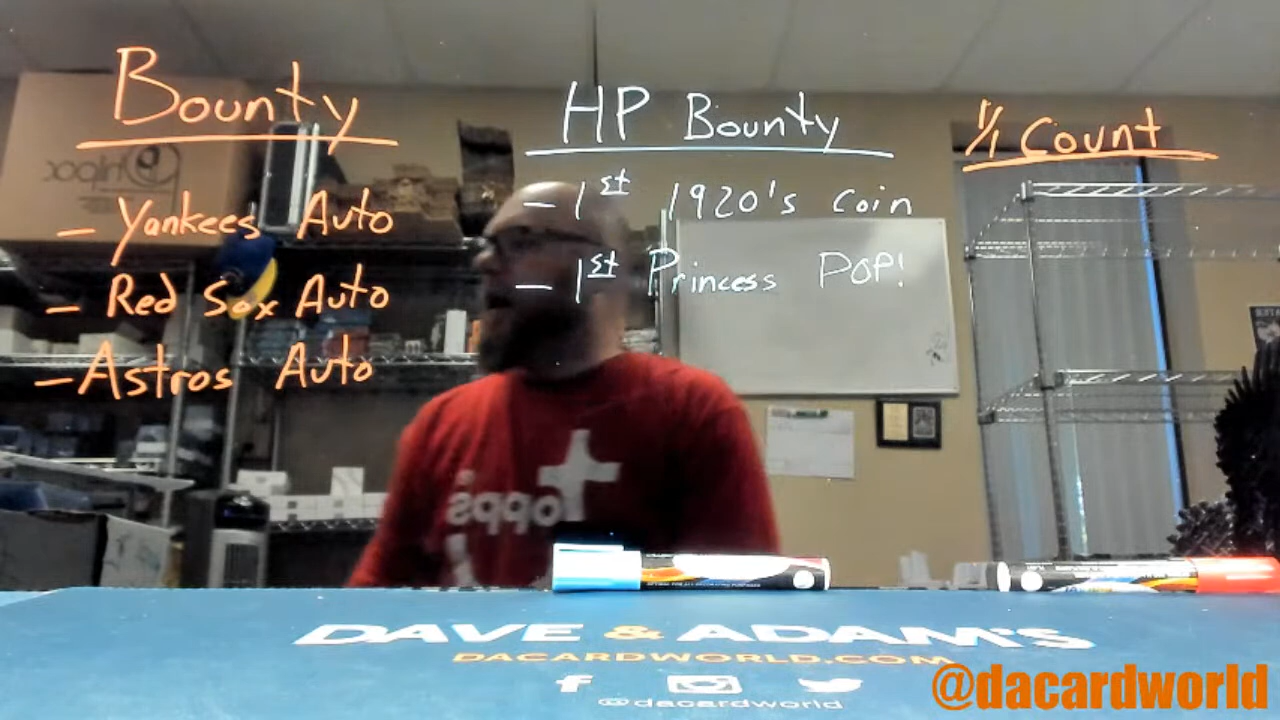 Bounty
- Yankees Auto
- Red Sox Auto
- Astros Auto
HP Bounty
- 1st 1920's Coin
- 1st Princess POP!
1/1 Count
Topps
DAVE & ADAM'S
DACARDWORLD.COM
@dacardworld
@dacardworld